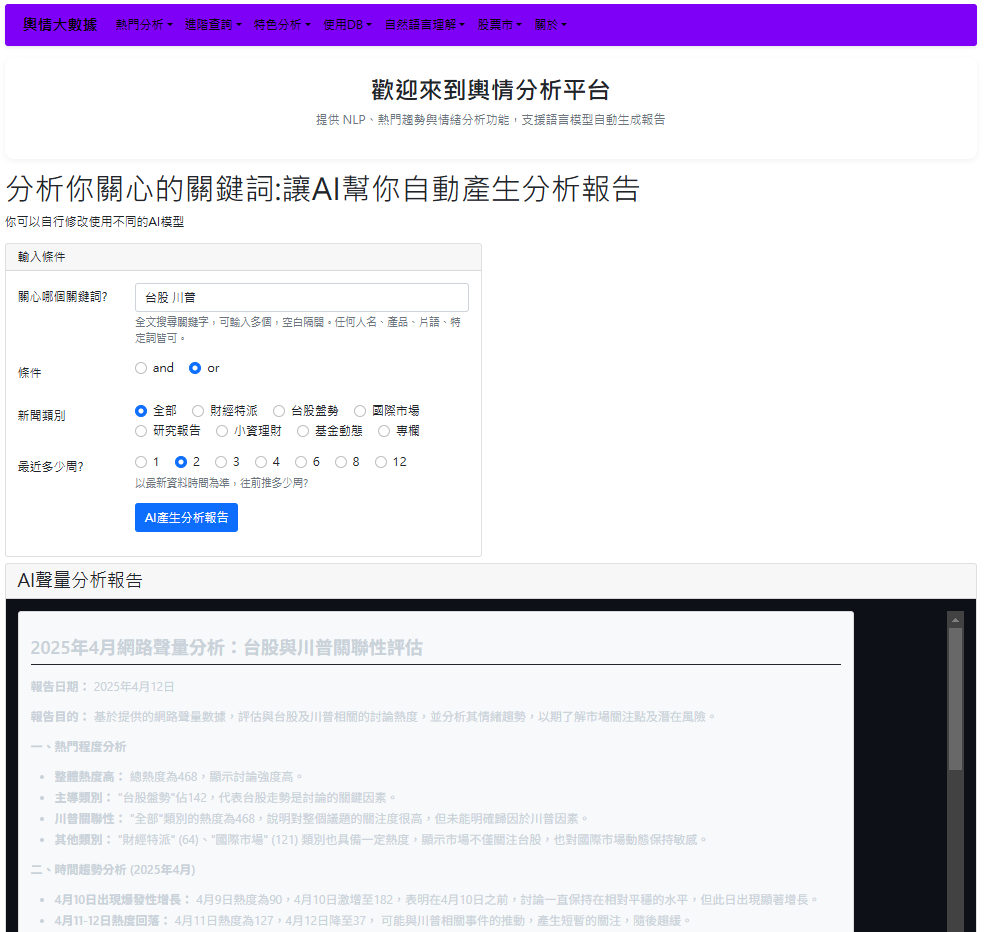 輿情大數據 熱門分析 進階查詢 特色分析 使用DB 自然語言理解 股票市 關於
歡迎來到輿情分析平台
提供 NLP、熱門趨勢與情緒分析功能，支援語言模型自動生成報告
分析你關心的關鍵詞:讓AI幫你自動產生分析報告
你可以自行修改使用不同的AI模型
輸入條件
關心哪個關鍵詞?
台股 川普
全文搜尋關鍵字，可輸入多個，空白隔開。任何人名、產品、片語、特
定詞皆可。
條件
and or
新聞類別
全部 財經特派 台股盤勢 國際市場
研究報告 小資理財 基金動態 專欄
最近多少周?
1 2 3 4 6 8 12
以最新資料時間為準，往前推多少周?
AI產生分析報告
AI聲量分析報告
2025年4月網路聲量分析：台股與川普關聯性評估
報告日期： 2025年4月12日
報告目的： 基於提供的網路聲量數據，評估與台股及川普相關的討論熱度，並分析其情緒趨勢，以期了解市場關注點及潛在風險。
一、熱門程度分析
整體熱度高： 總熱度為468，顯示討論強度高。
主導類別： "台股盤勢"佔142，代表台股走勢是討論的關鍵因素。
川普關聯性： "全部"類別的熱度為468，說明對整個議題的關注度很高，但未能明確歸因於川普因素。
其他類別： "財經特派" (64)、"國際市場" (121) 類別也具備一定熱度，顯示市場不僅關注台股，也對國際市場動態保持敏感。
二、時間趨勢分析 (2025年4月)
4月10日出現爆發性增長： 4月9日熱度為90，4月10日激增至182，表明在4月10日之前，討論一直保持在相對平穩的水平，但此日出現顯著增長。
4月11-12日熱度回落： 4月11日熱度為127，4月12日降至37， 可能與川普相關事件的推動，產生短暫的關注，隨後趨緩。